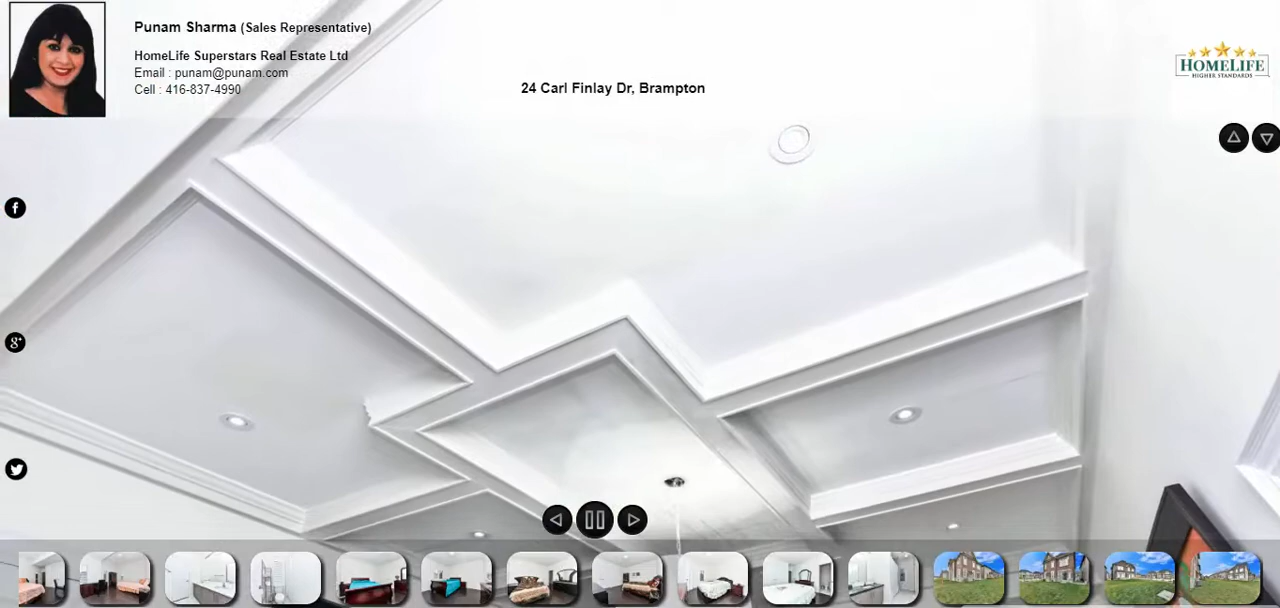 Punam Sharma (Sales Representative)
HomeLife Superstars Real Estate Ltd
Email : punam@punam.com
Cell : 416-837-4990
24 Carl Finlay Dr, Brampton
HOMELIFE
HIGHER STANDARDS